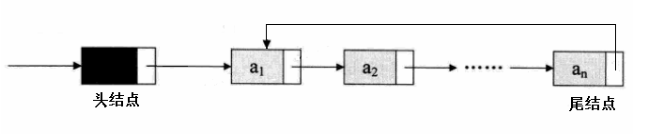 a1 a2 ...... an
头结点 尾结点